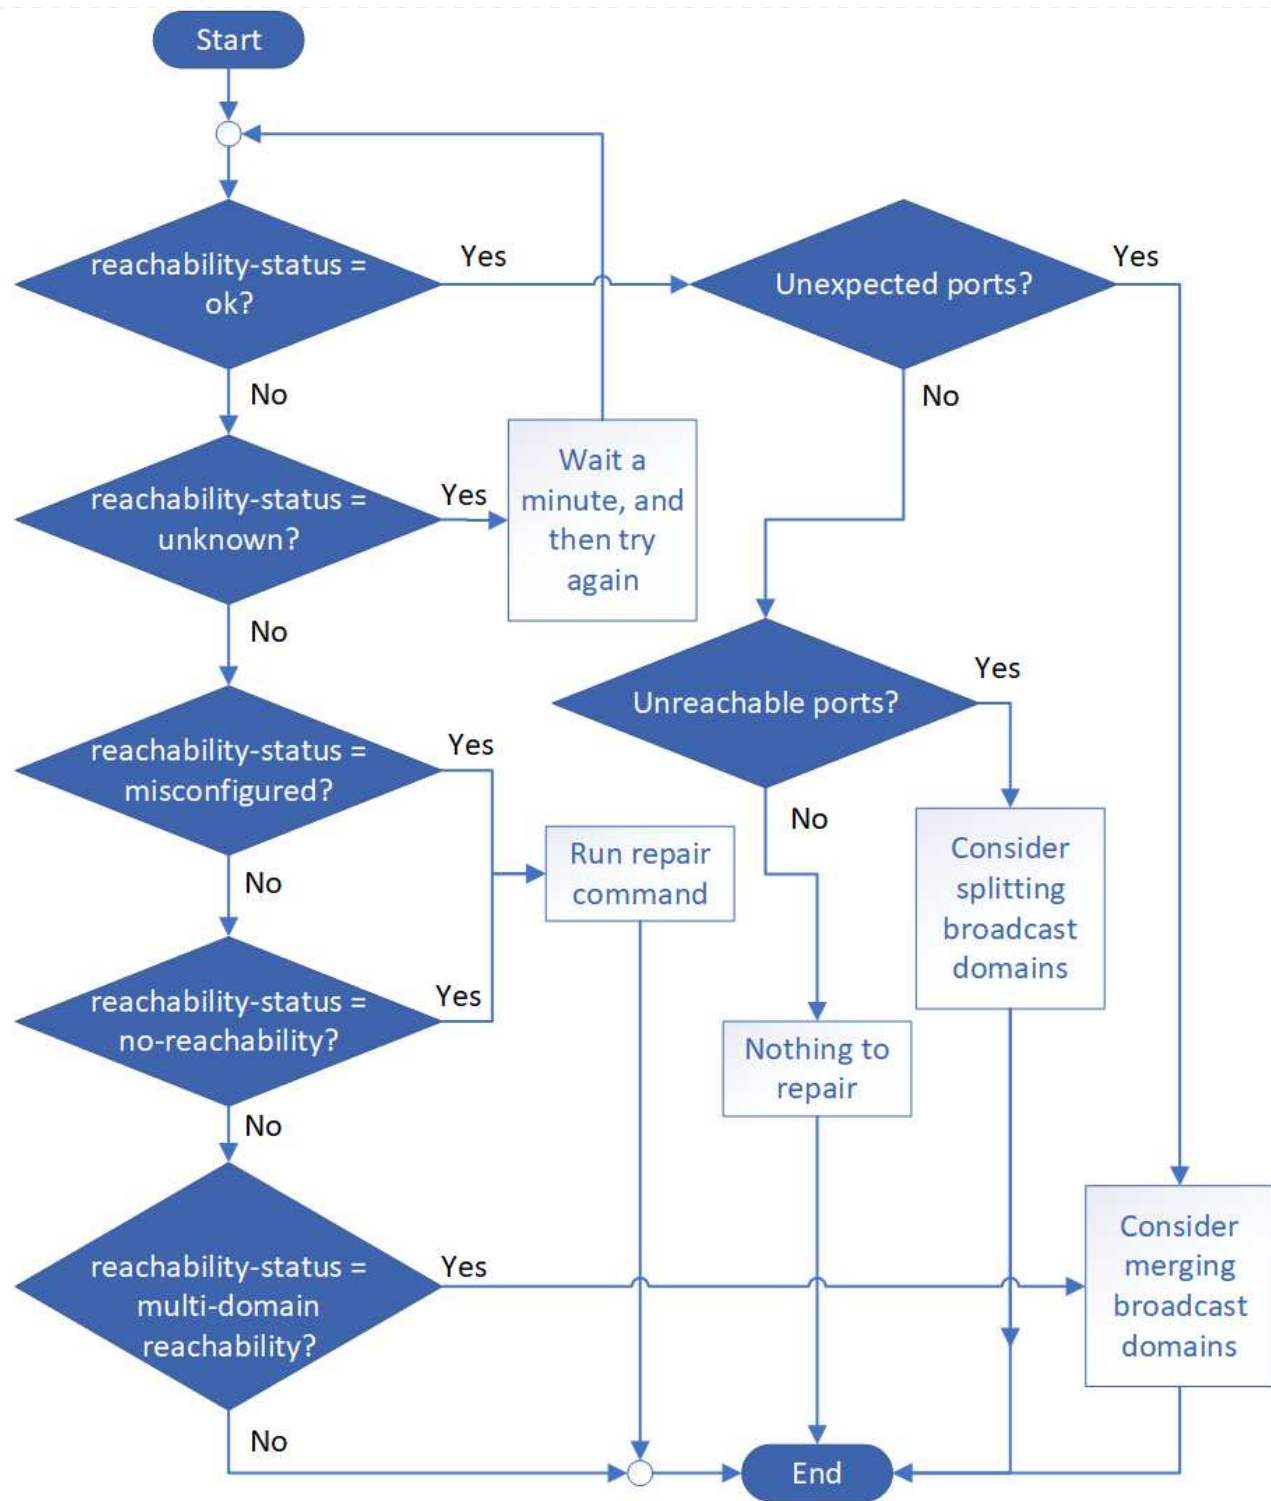 Start
reachability-status =
ok?
Yes
Unexpected ports?
Yes
No
No
reachability-status =
unknown?
Yes
Wait a
minute, and
then try
again
No
Unreachable ports?
Yes
reachability-status =
misconfigured?
Yes
No
Run repair
command
Consider
splitting
broadcast
domains
No
reachability-status =
no-reachability?
Yes
Nothing to
repair
No
reachability-status =
multi-domain
reachability?
Yes
Consider
merging
broadcast
domains
No
End